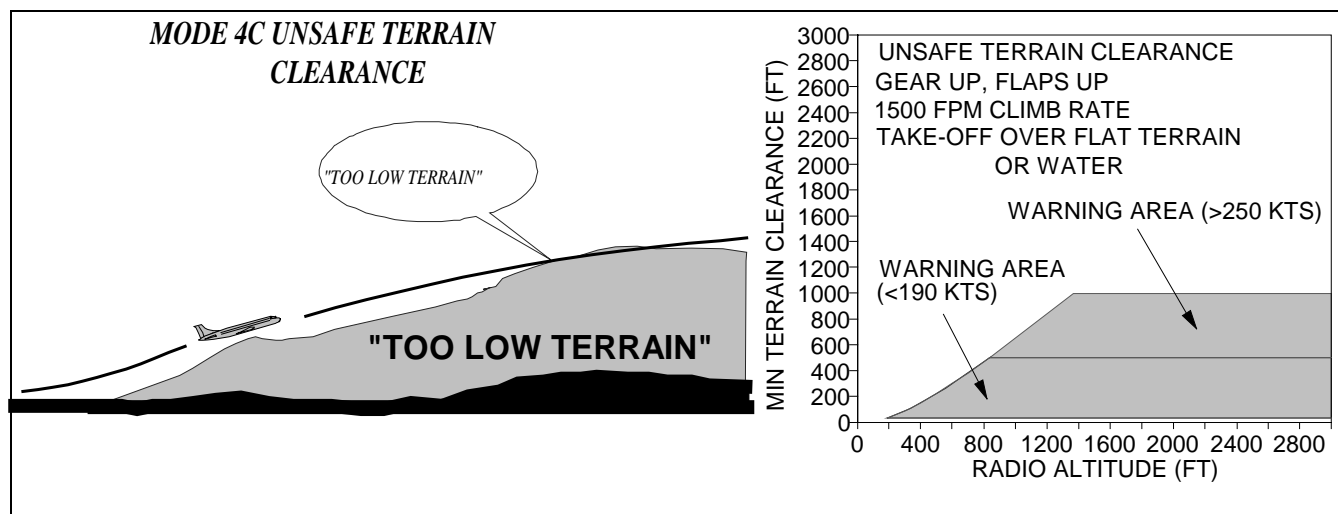 MODE 4C UNSAFE TERRAIN
CLEARANCE
"TOO LOW TERRAIN"
"TOO LOW TERRAIN"
MIN TERRAIN CLEARANCE (FT)
3000
2800
2600
2400
2200
2000
1800
1600
1400
1200
1000
800
600
400
200
0
UNSAFE TERRAIN CLEARANCE
GEAR UP, FLAPS UP
1500 FPM CLIMB RATE
TAKE-OFF OVER FLAT TERRAIN
OR WATER
WARNING AREA (>250 KTS)
WARNING AREA
(<190 KTS)
0 400 800 1200 1600 2000 2400 2800
RADIO ALTITUDE (FT)